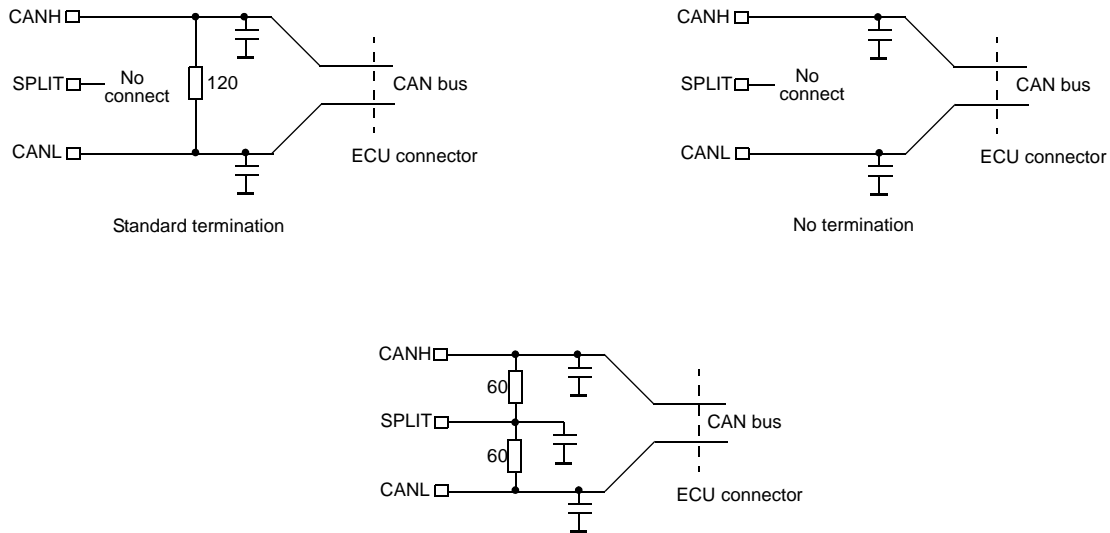 CANH
SPLIT
No
connect
120
CANL
CAN bus
ECU connector
Standard termination
CANH
SPLIT
No
connect
CANL
CAN bus
ECU connector
No termination
CANH
60
SPLIT
60
CANL
CAN bus
ECU connector